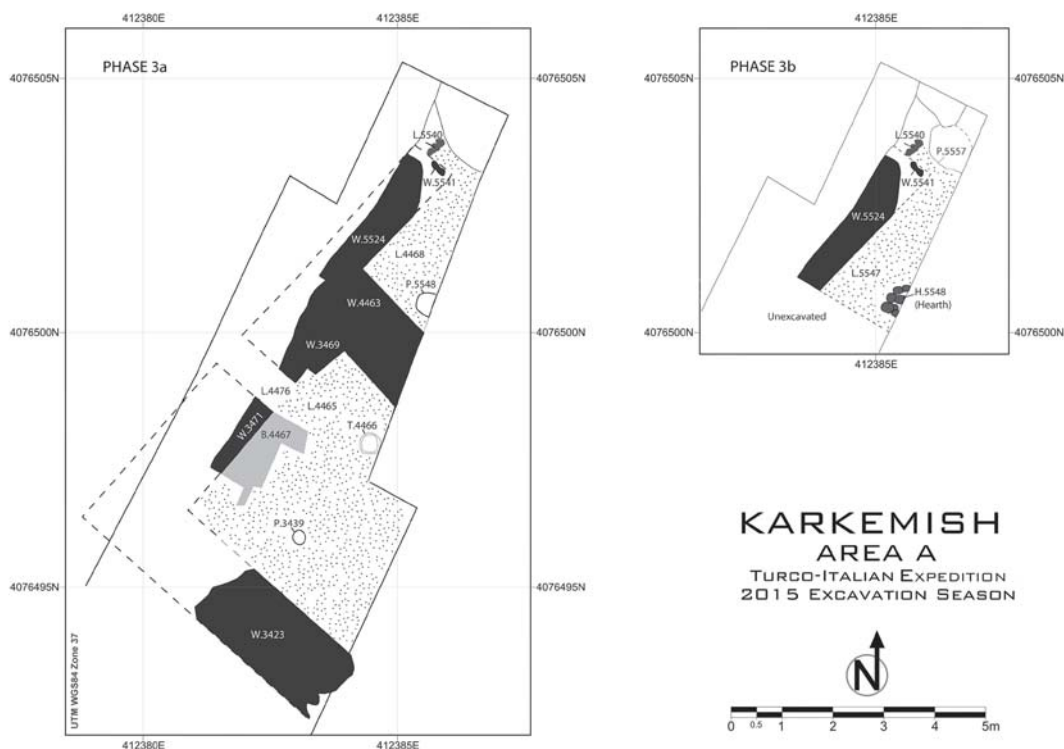 412380E
412385E
412385E
4076505N
PHASE 3a
4076505N
PHASE 3b
4076505N
L.5540
W.5541
W.5524
L.4468
P.5548
W.4463
4076500N
W.3469
L.4476
L.4465
T.4466
W.3471
B.4467
P.3439
4076495N
4076495N
W.3423
UTM WGS84 Zone 37
412380E
412385E
L.5540
P.5557
W.5541
W.5524
L.5547
H.5548
(Hearth)
Unexcavated
4076500N
4076500N
412385E
KARKEMISH
AREA A
TURCO-ITALIAN EXPEDITION
2015 EXCAVATION SEASON
N
0 0.5 1 2 3 4 5m